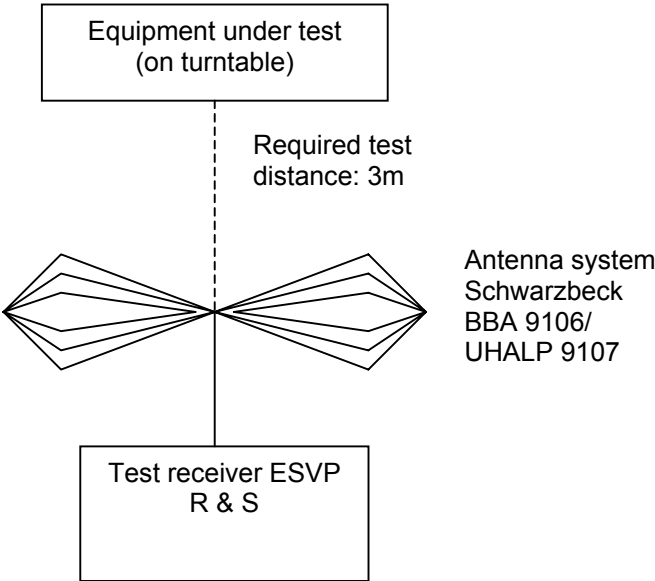 Equipment under test
(on turntable)
Required test
distance: 3m
Antenna system
Schwarzbeck
BBA 9106/
UHALP 9107
Test receiver ESVP
R & S